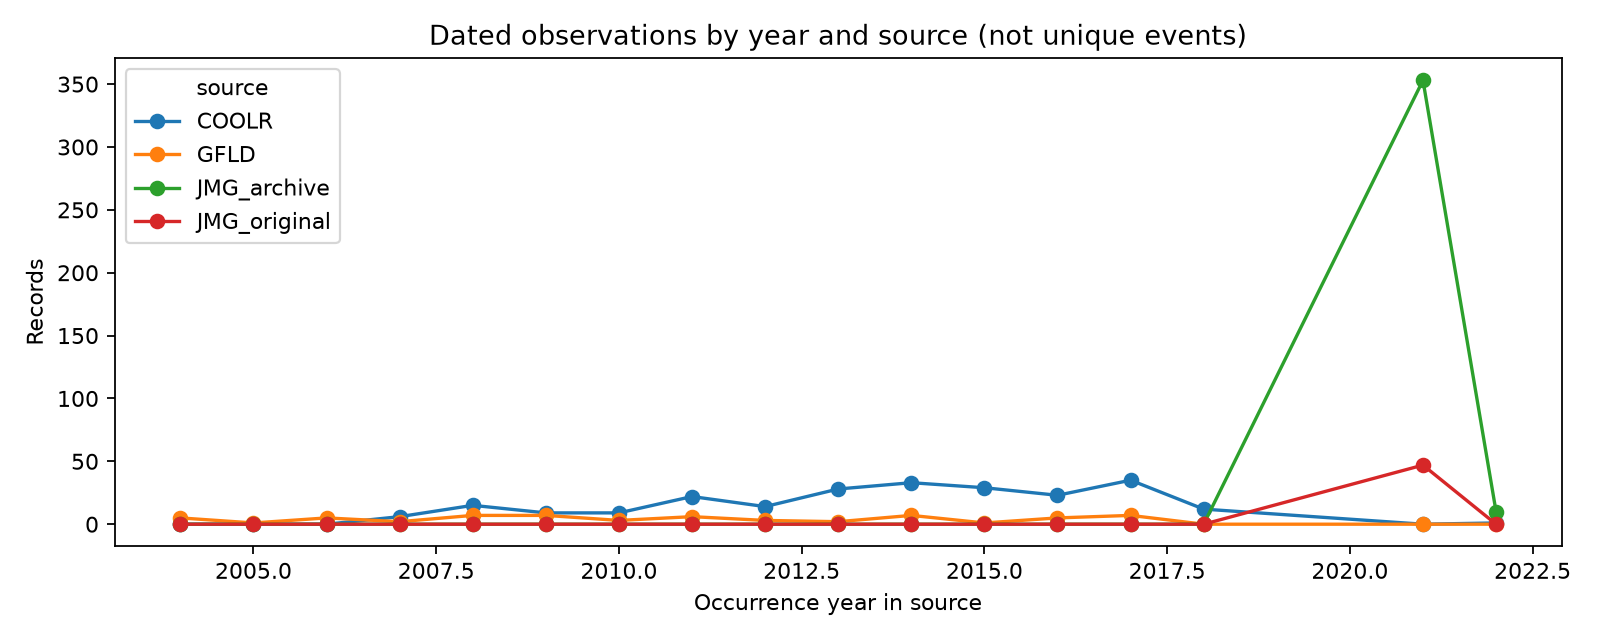 Dated observations by year and source (not unique events)
source
COOLR
GFLD
JMG_archive
JMG_original
Records
350
300
250
200
150
100
50
0
2005.0 2007.5 2010.0 2012.5 2015.0 2017.5 2020.0 2022.5
Occurrence year in source